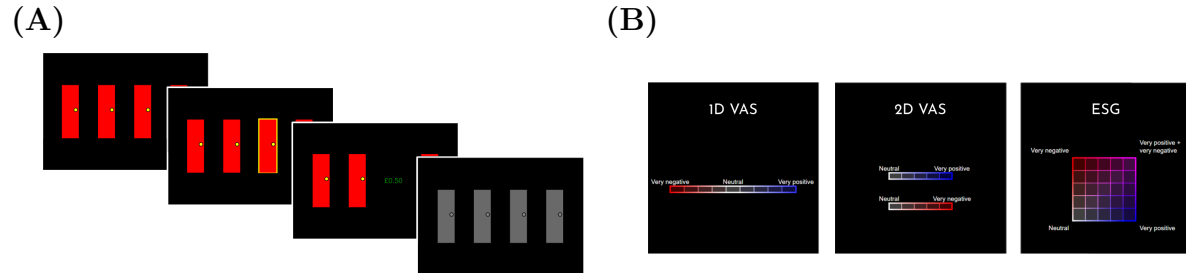 (A)
(B)
£0.50
1D VAS
Very negative Neutral Very positive
2D VAS
Neutral Very positive
Neutral Very negative
ESG
Very negative
Very positive +
very negative
Neutral
Very positive